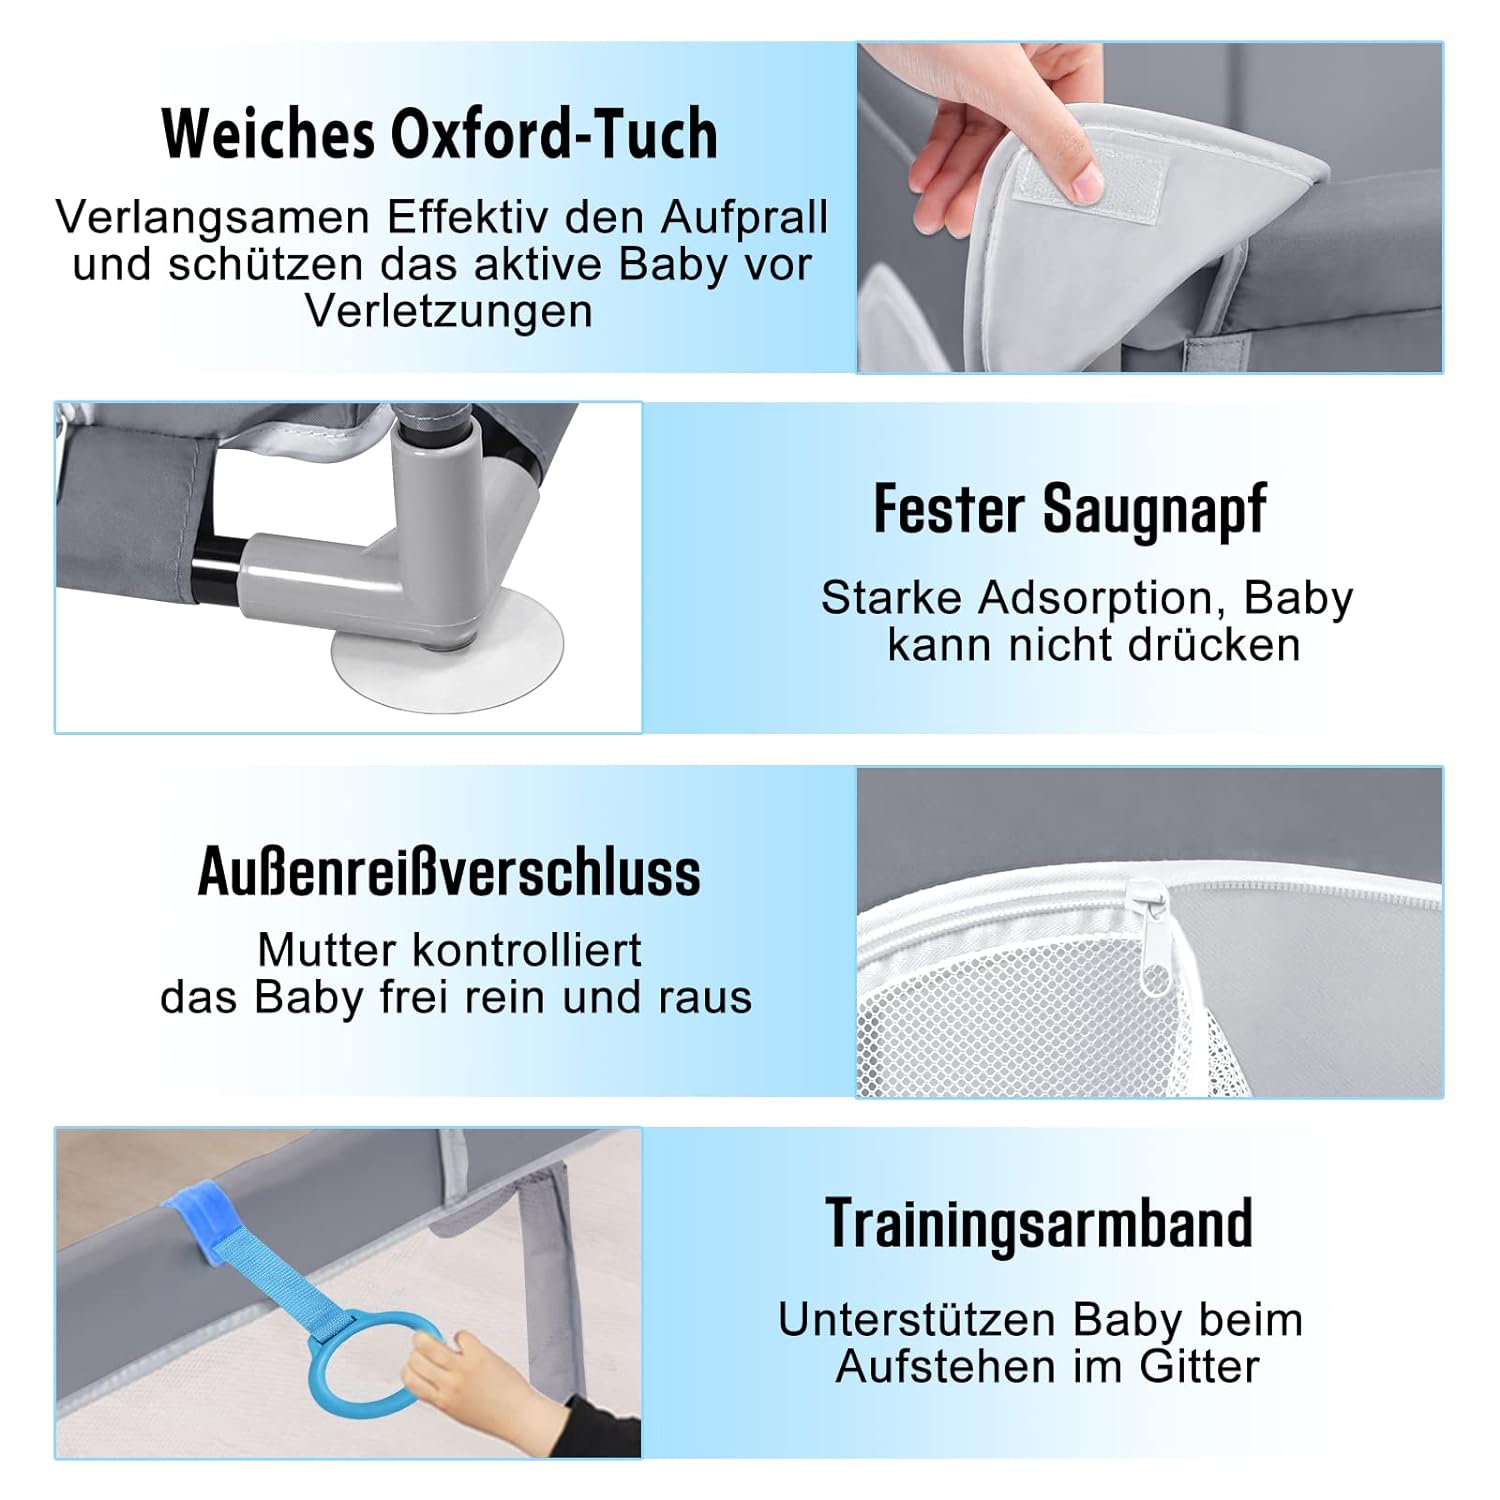 Weiches Oxford-Tuch
Verlangsamen Effektiv den Aufprall
und schützen das aktive Baby vor
Verletzungen
Fester Saugnapf
Starke Adsorption, Baby
kann nicht drücken
Außenreißverschluss
Mutter kontrolliert
das Baby frei rein und raus
Trainingsarmband
Unterstützen Baby beim
Aufstehen im Gitter